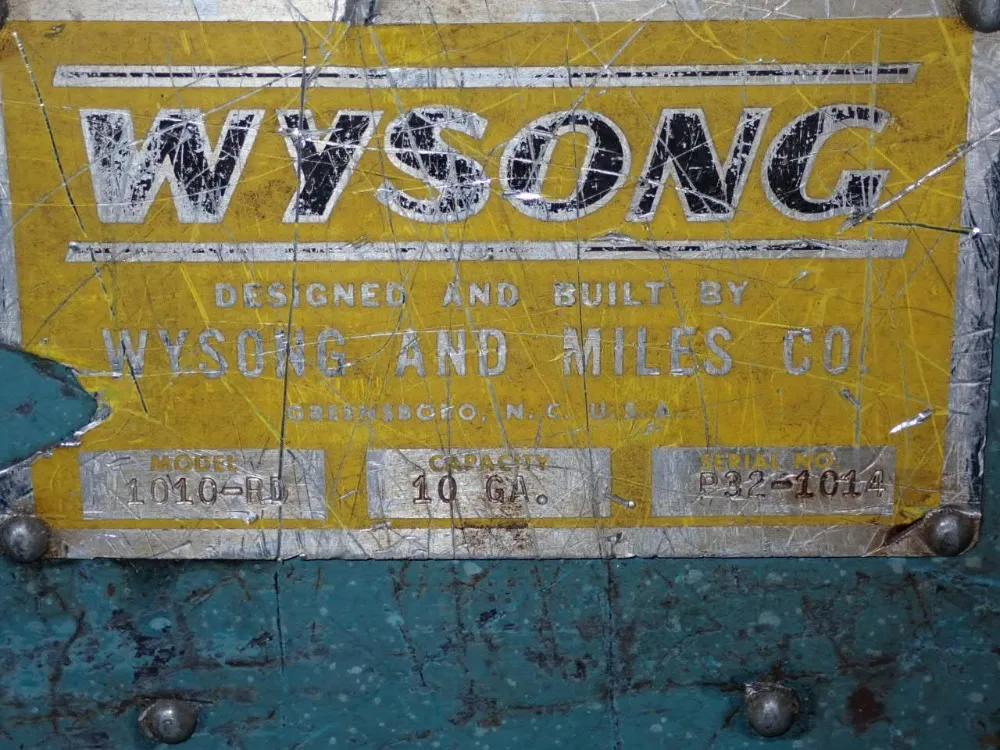 WYSONG
DESIGNED AND BUILT BY
WYSONG AND MILES CO.
GREENSBORO, N.C. U.S.A.
MODEL CAPACITY SERIAL NO.
1010-RD 10 GA. P32-1014